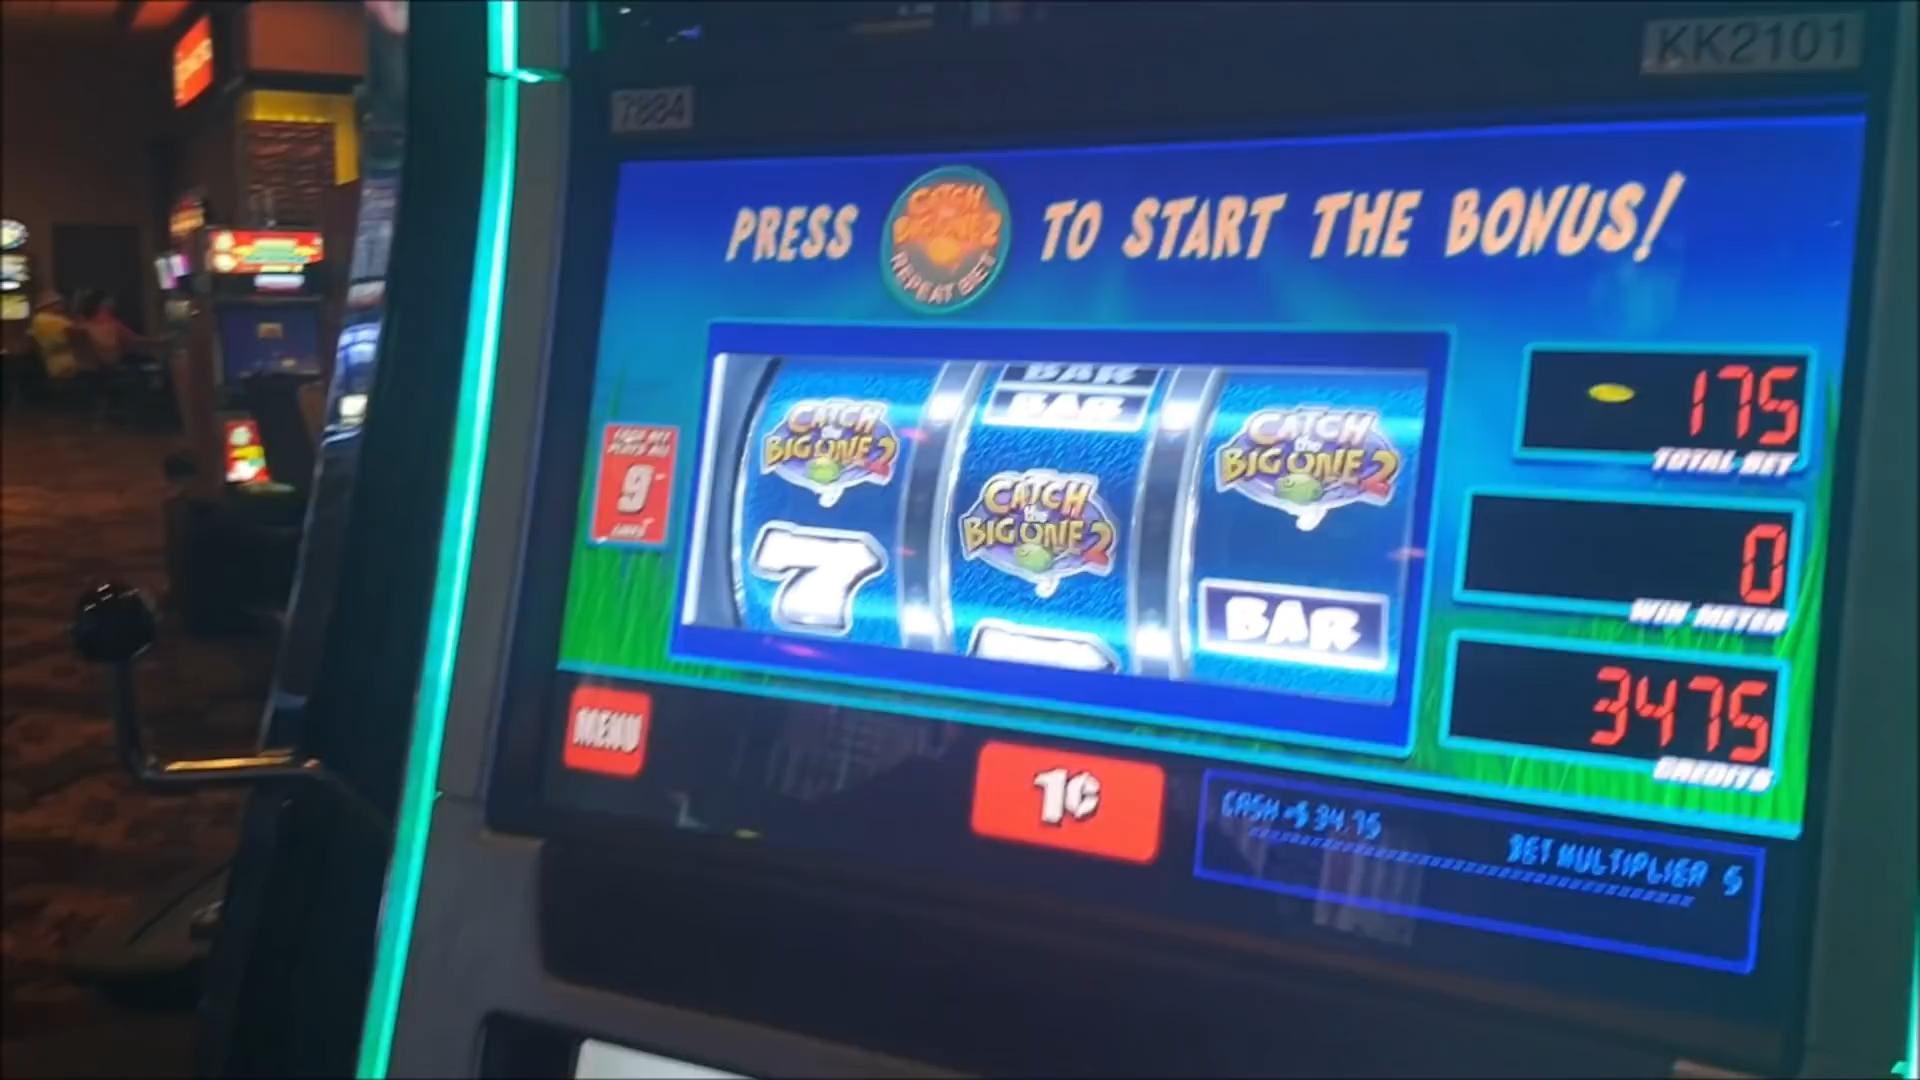 KK2101
7884
PRESS CATCH BIG ONE 2 REPEAT BET TO START THE BONUS!
BAR
BAR
CATCH the BIG ONE 2
CATCH the BIG ONE 2
CATCH the BIG ONE 2
7
BAR
9
175
TOTAL BET
0
WIN METER
3475
CREDITS
MENU
1¢
CASH = $ 34.75
BET MULTIPLIER 5